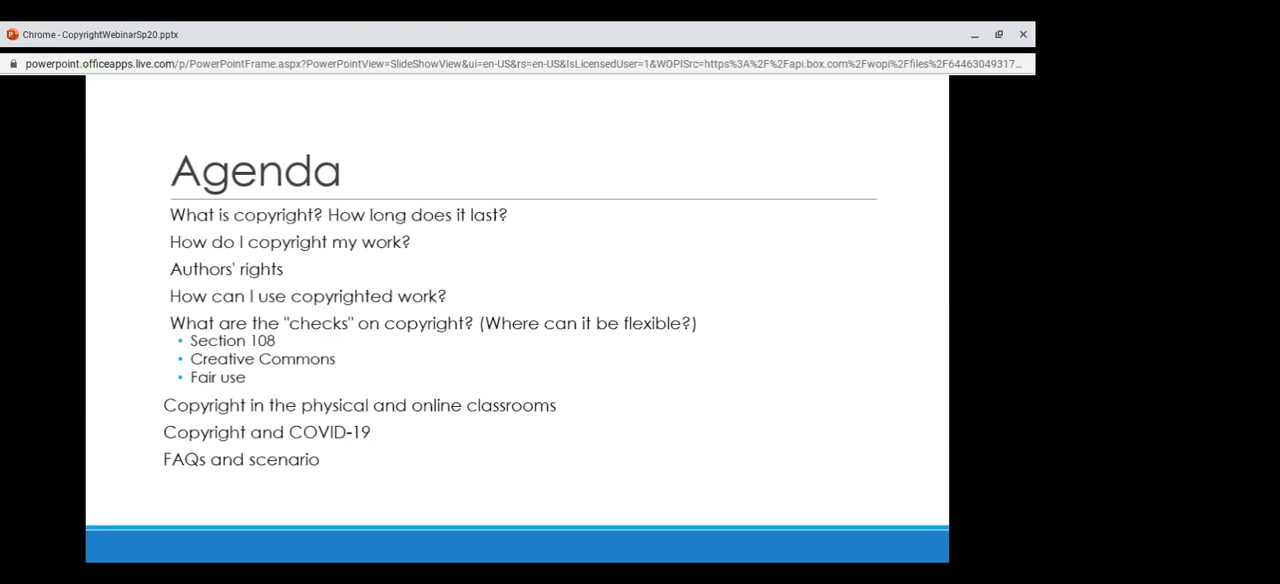 Chrome - CopyrightWebinarSp20.pptx
powerpoint.officeapps.live.com/p/PowerPointFrame.aspx?PowerPointView=SlideShowView&ui=en-US&rs=en-US&IsLicensedUser=1&WOPISrc=https%3A%2F%2Fapi.box.com%2Fwopi%2Ffiles%2F64463049317...
Agenda
What is copyright? How long does it last?
How do I copyright my work?
Authors' rights
How can I use copyrighted work?
What are the "checks" on copyright? (Where can it be flexible?)
• Section 108
• Creative Commons
• Fair use
Copyright in the physical and online classrooms
Copyright and COVID-19
FAQs and scenario